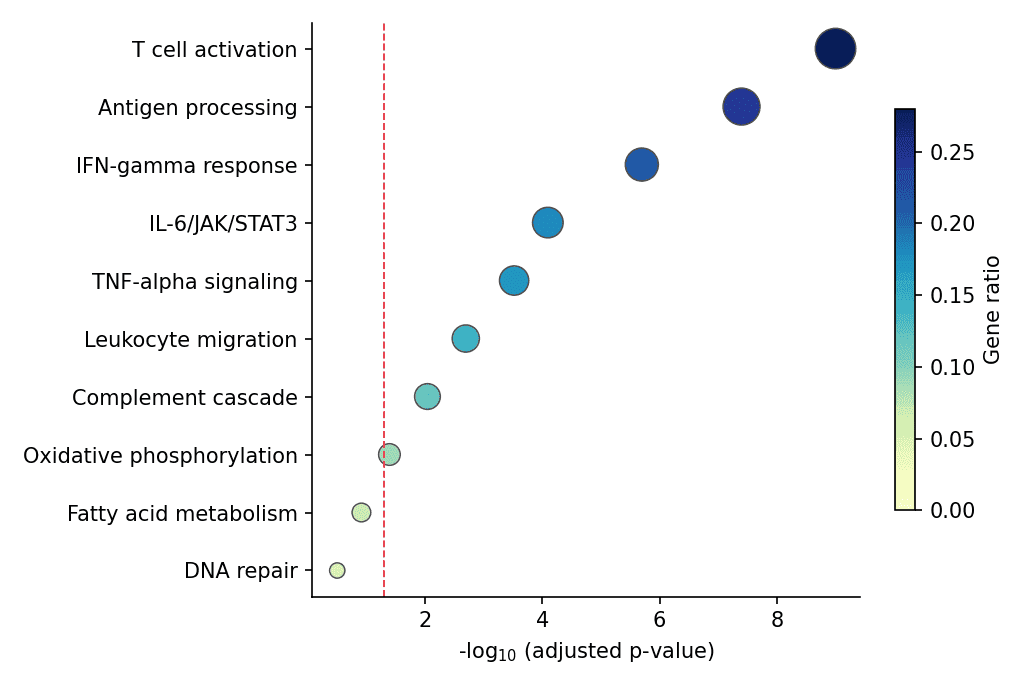 T cell activation
Antigen processing
IFN-gamma response
IL-6/JAK/STAT3
TNF-alpha signaling
Leukocyte migration
Complement cascade
Oxidative phosphorylation
Fatty acid metabolism
DNA repair
2 4 6 8
-log₁₀ (adjusted p-value)
0.25
0.20
0.15
0.10
0.05
0.00
Gene ratio